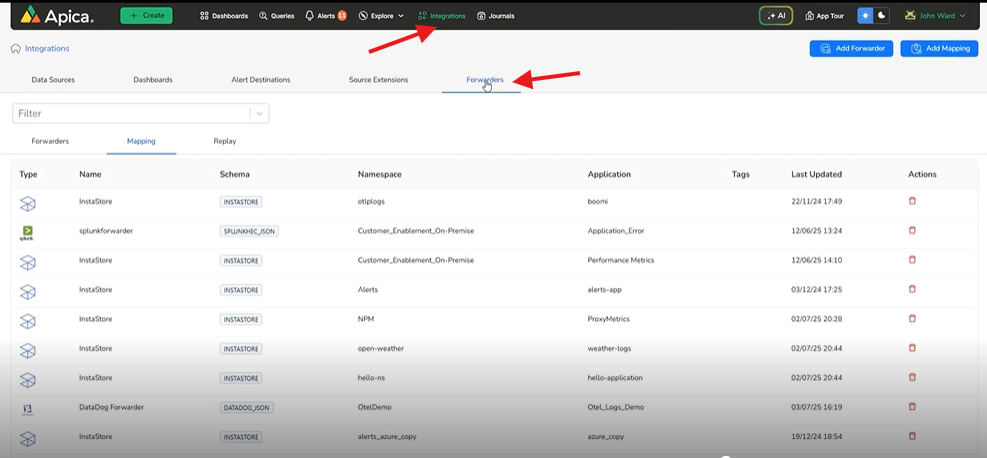 Apica. + Create Dashboards Queries Alerts 11 Explore Integrations Journals AI App Tour John Ward
Integrations Add Forwarder Add Mapping
Data Sources Dashboards Alert Destinations Source Extensions Forwarders
Filter
Forwarders Mapping Replay
Type Name Schema Namespace Application Tags Last Updated Actions
InstaStore INSTASTORE otlplogs boomi 22/11/24 17:49
splunk splunkforwarder SPLUNKHEC_JSON Customer_Enablement_On-Premise Application_Error 12/06/25 13:24
InstaStore INSTASTORE Customer_Enablement_On-Premise Performance Metrics 12/06/25 14:10
InstaStore INSTASTORE Alerts alerts-app 03/12/24 17:25
InstaStore INSTASTORE NPM ProxyMetrics 02/07/25 20:28
InstaStore INSTASTORE open-weather weather-logs 02/07/25 20:44
InstaStore INSTASTORE hello-ns hello-application 02/07/25 20:44
DataDog Forwarder DATADOG_JSON OtelDemo Otel_Logs_Demo 03/07/25 16:19
InstaStore INSTASTORE alerts_azure_copy azure_copy 19/12/24 18:54